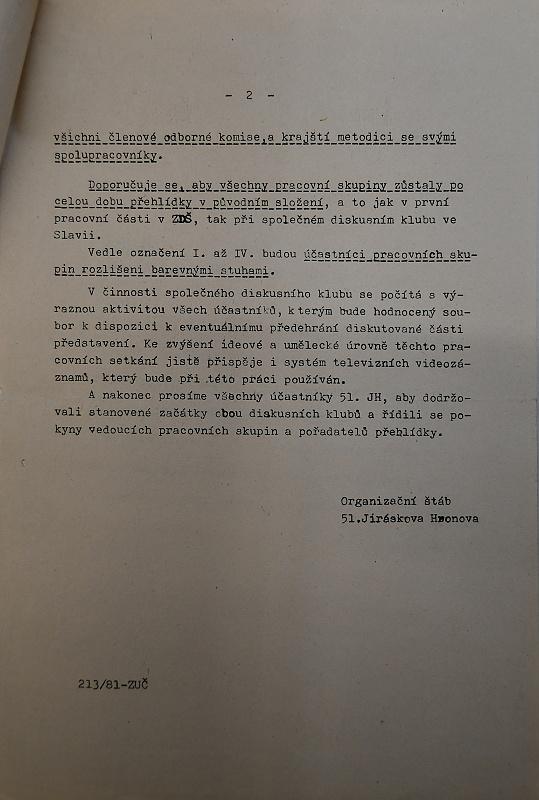 - 2 -
všichni členové odborné komise,a krajští metodici se svými
spolupracovníky.
Doporučuje se, aby všechny pracovní skupiny zůstaly po
celou dobu přehlídky v původním složení, a to jak v první
pracovní části v ZDŠ, tak při společném diskusním klubu ve
Slavii.
Vedle označení I. až IV. budou účastníci pracovních sku-
pin rozlišeni barevnými stuhami.
V činnosti společného diskusního klubu se počítá s vý-
raznou aktivitou všech účastníků, kterým bude hodnocený sou-
bor k dispozici k eventuálnímu předehrání diskutované části
představení. Ke zvýšení ideové a umělecké úrovně těchto pra-
covních setkání jistě přispěje i systém televizních videozá-
znamů, který bude při této práci používán.
A nakonec prosíme všechny účastníky 51. JH, aby dodržo-
vali stanovené začátky obou diskusních klubů a řídili se po-
kyny vedoucích pracovních skupin a pořadatelů přehlídky.
Organizační štáb
51.Jiráskova Hronova
213/81-ZUČ